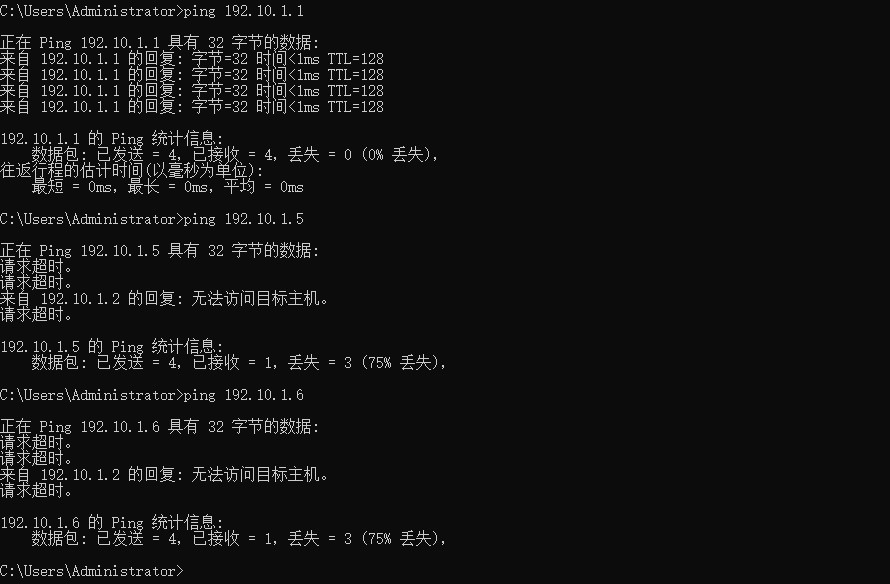 C:\Users\Administrator>ping 192.10.1.1
正在 Ping 192.10.1.1 具有 32 字节的数据:
来自 192.10.1.1 的回复: 字节=32 时间<1ms TTL=128
来自 192.10.1.1 的回复: 字节=32 时间<1ms TTL=128
来自 192.10.1.1 的回复: 字节=32 时间<1ms TTL=128
来自 192.10.1.1 的回复: 字节=32 时间<1ms TTL=128
192.10.1.1 的 Ping 统计信息:
数据包: 已发送 = 4, 已接收 = 4, 丢失 = 0 (0% 丢失),
往返行程的估计时间(以毫秒为单位):
最短 = 0ms, 最长 = 0ms, 平均 = 0ms
C:\Users\Administrator>ping 192.10.1.5
正在 Ping 192.10.1.5 具有 32 字节的数据:
请求超时。
请求超时。
来自 192.10.1.2 的回复: 无法访问目标主机。
请求超时。
192.10.1.5 的 Ping 统计信息:
数据包: 已发送 = 4, 已接收 = 1, 丢失 = 3 (75% 丢失),
C:\Users\Administrator>ping 192.10.1.6
正在 Ping 192.10.1.6 具有 32 字节的数据:
请求超时。
请求超时。
来自 192.10.1.2 的回复: 无法访问目标主机。
请求超时。
192.10.1.6 的 Ping 统计信息:
数据包: 已发送 = 4, 已接收 = 1, 丢失 = 3 (75% 丢失),
C:\Users\Administrator>